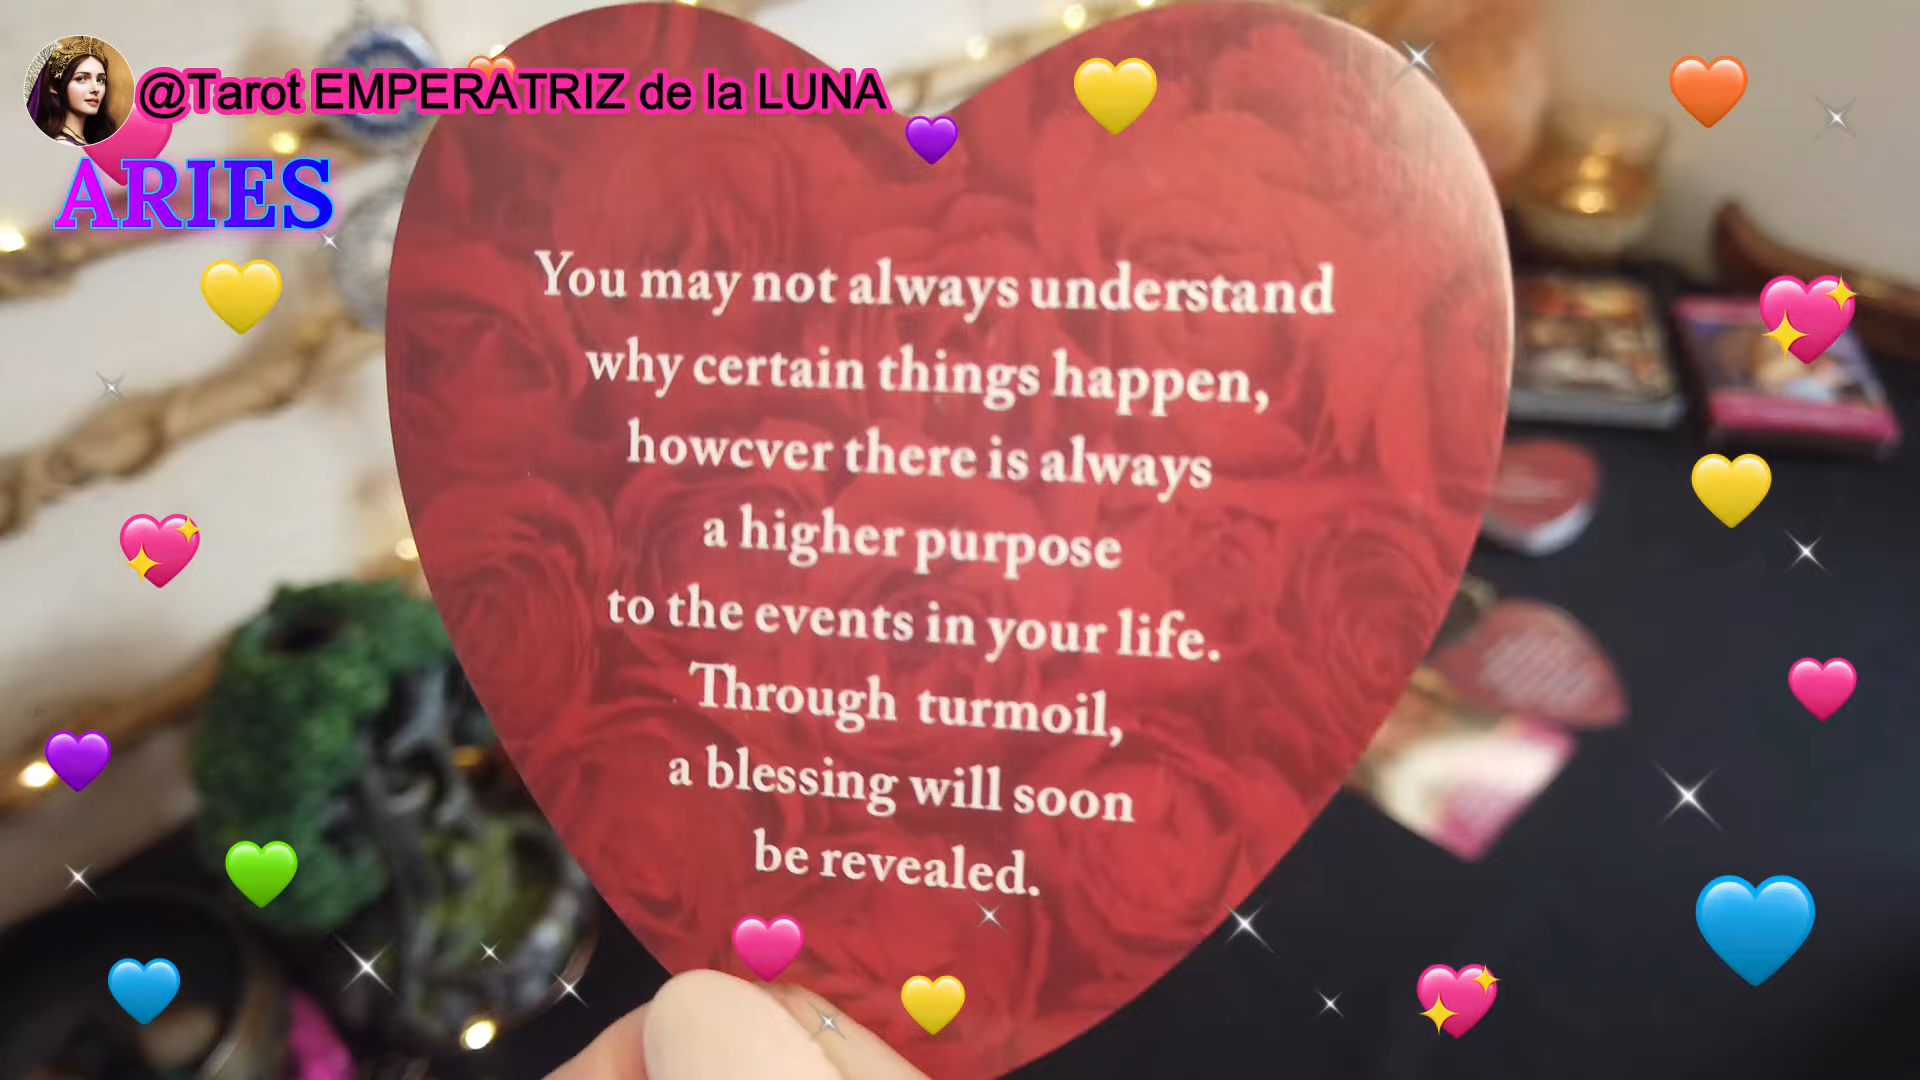 @Tarot EMPERATRIZ de la LUNA
ARIES
You may not always understand
why certain things happen,
howcver there is always
a higher purpose
to the events in your life.
Through turmoil,
a blessing will soon
be revealed.